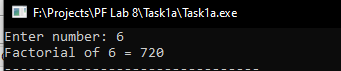 F:\Projects\PF Lab 8\Task1a\Task1a.exe
Enter number: 6
Factorial of 6 = 720
--------------------------------